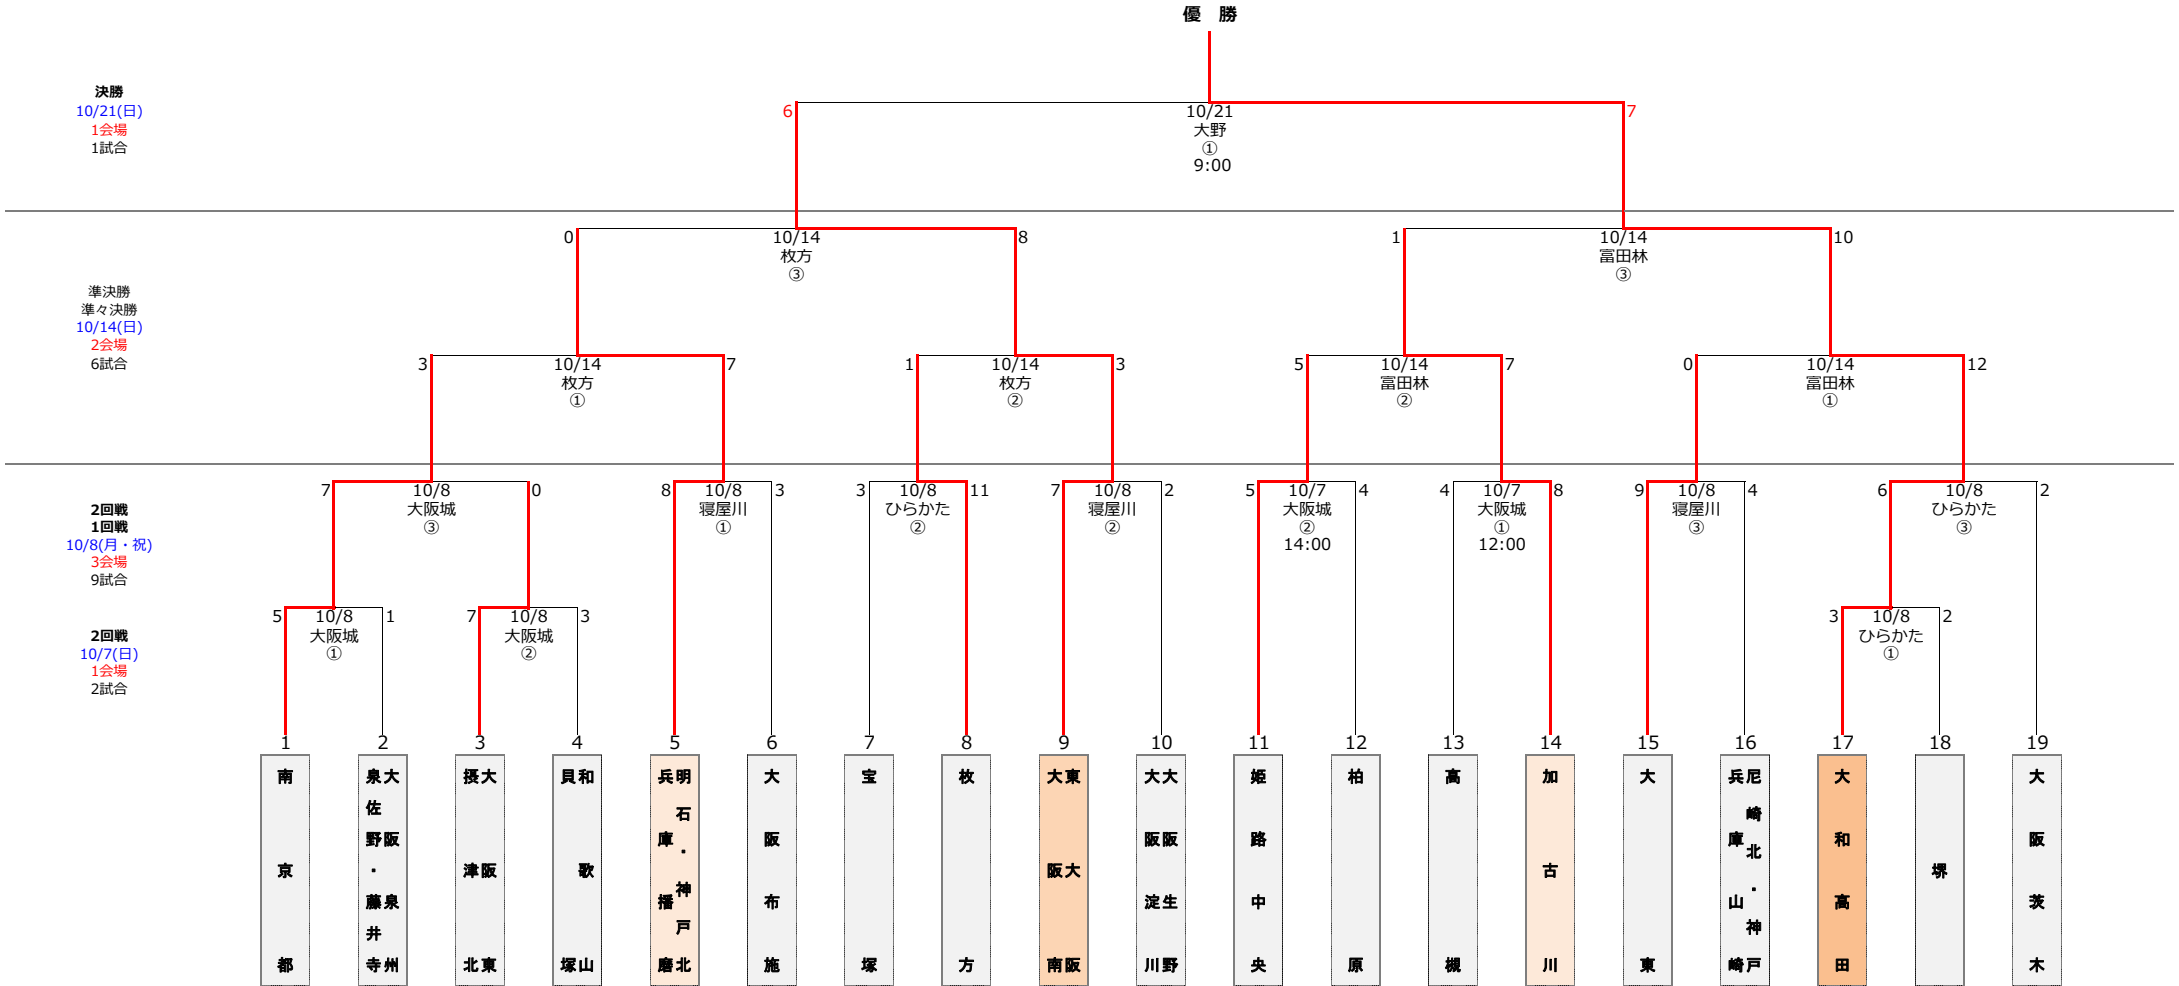 優 勝
決勝
10/21(日)
1会場
1試合
6
10/21
大野
①
9:00
7
準決勝
準々決勝
10/14(日)
2会場
6試合
0
10/14
枚方
③
8
1
10/14
富田林
③
10
3
10/14
枚方
①
7
1
10/14
枚方
②
3
5
10/14
富田林
②
7
0
10/14
富田林
①
12
2回戦
1回戦
10/8(月・祝)
3会場
9試合
7
10/8
大阪城
③
0
8
10/8
寝屋川
①
3
3
10/8
ひらかた
②
11
7
10/8
寝屋川
②
2
5
10/7
大阪城
②
14:00
4
4
10/7
大阪城
①
12:00
8
9
10/8
寝屋川
③
4
6
10/8
ひらかた
③
2
2回戦
10/7(日)
1会場
2試合
5
10/8
大阪城
①
1
7
10/8
大阪城
②
3
3
10/8
ひらかた
①
2
1
南京都
2
大阪泉州
泉佐野・藤井寺
3
大阪東
摂津北
4
和歌山
貝塚
5
明石・神戸北
兵庫播磨
6
大阪布施
7
宝塚
8
枚方
9
東大阪
大阪南
10
大阪生野
大阪淀川
11
姫路中央
12
柏原
13
高槻
14
加古川
15
大東
16
尼崎北・神戸
兵庫山崎
17
大和高田
18
堺
19
大阪茨木